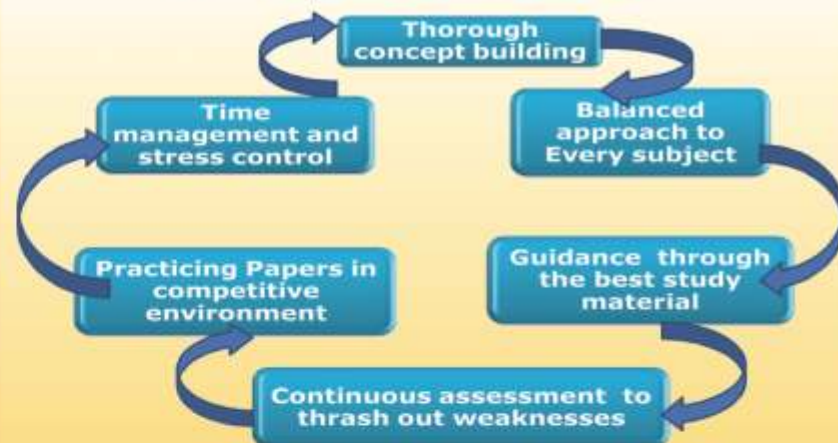 Thorough
concept building
Balanced
approach to
Every subject
Guidance through
the best study
material
Continuous assessment to
thrash out weaknesses
Practicing Papers in
competitive
environment
Time
management and
stress control